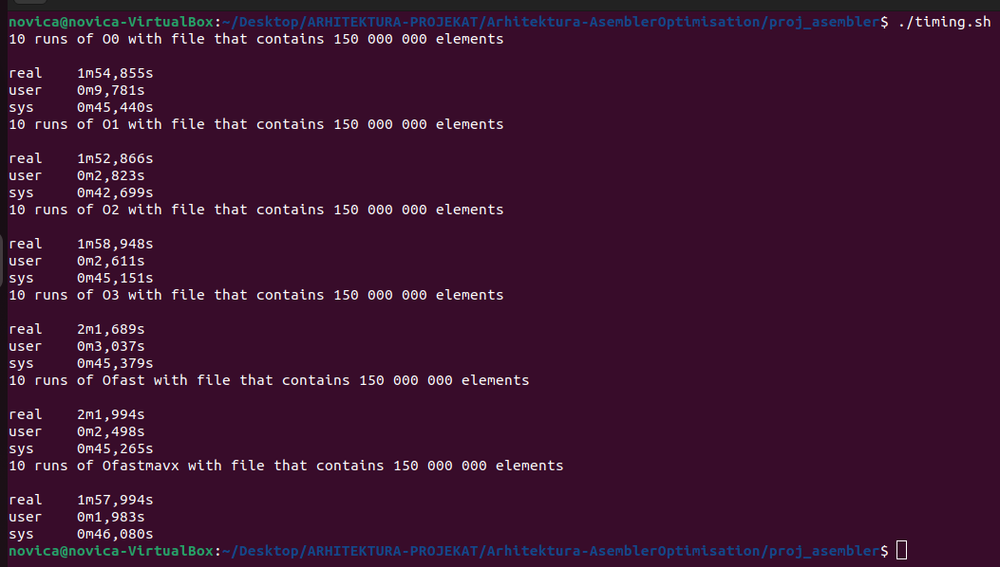 novica@novica-VirtualBox:~/Desktop/ARHITEKTURA-PROJEKAT/Arhitektura-AsemblerOptimisation/proj_asembler$ ./timing.sh
10 runs of O0 with file that contains 150 000 000 elements
real 1m54,855s
user 0m9,781s
sys 0m45,440s
10 runs of O1 with file that contains 150 000 000 elements
real 1m52,866s
user 0m2,823s
sys 0m42,699s
10 runs of O2 with file that contains 150 000 000 elements
real 1m58,948s
user 0m2,611s
sys 0m45,151s
10 runs of O3 with file that contains 150 000 000 elements
real 2m1,689s
user 0m3,037s
sys 0m45,379s
10 runs of Ofast with file that contains 150 000 000 elements
real 2m1,994s
user 0m2,498s
sys 0m45,265s
10 runs of Ofastmavx with file that contains 150 000 000 elements
real 1m57,994s
user 0m1,983s
sys 0m46,080s
novica@novica-VirtualBox:~/Desktop/ARHITEKTURA-PROJEKAT/Arhitektura-AsemblerOptimisation/proj_asembler$